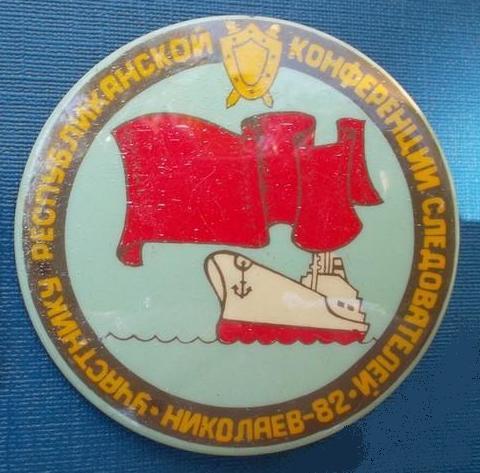 УЧАСТНИКУ РЕСПУБЛИКАНСКОЙ КОНФЕРЕНЦИИ СЛЕДОВАТЕЛЕЙ
• НИКОЛАЕВ-82 •